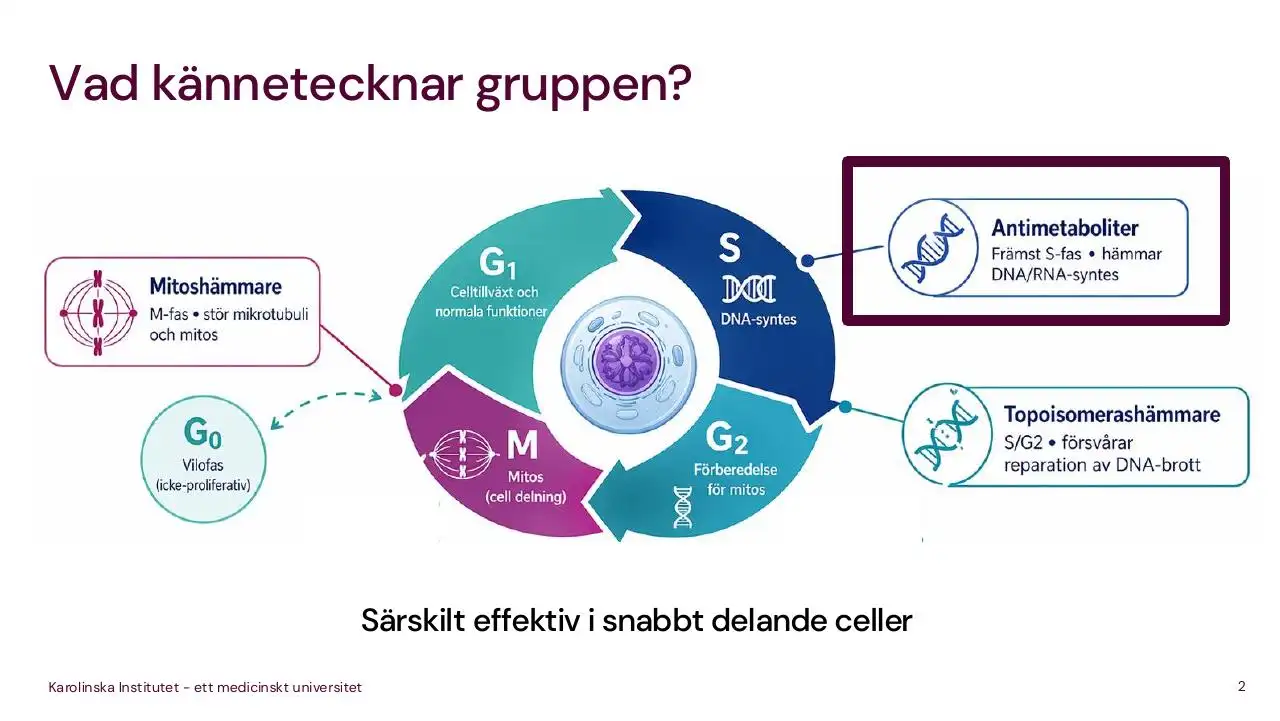 Vad kännetecknar gruppen?
Antimetaboliter
Främst S-fas • hämmar
DNA/RNA-syntes
S
DNA-syntes
G1
Celltillväxt och
normala funktioner
Mitoshämmare
M-fas • stör mikrotubuli
och mitos
G0
Vilofas
(icke-proliferativ)
M
Mitos
(cell delning)
G2
Förberedelse
för mitos
Topoisomerashämmare
S/G2 • försvårar
reparation av DNA-brott
Särskilt effektiv i snabbt delande celler
Karolinska Institutet - ett medicinskt universitet
2